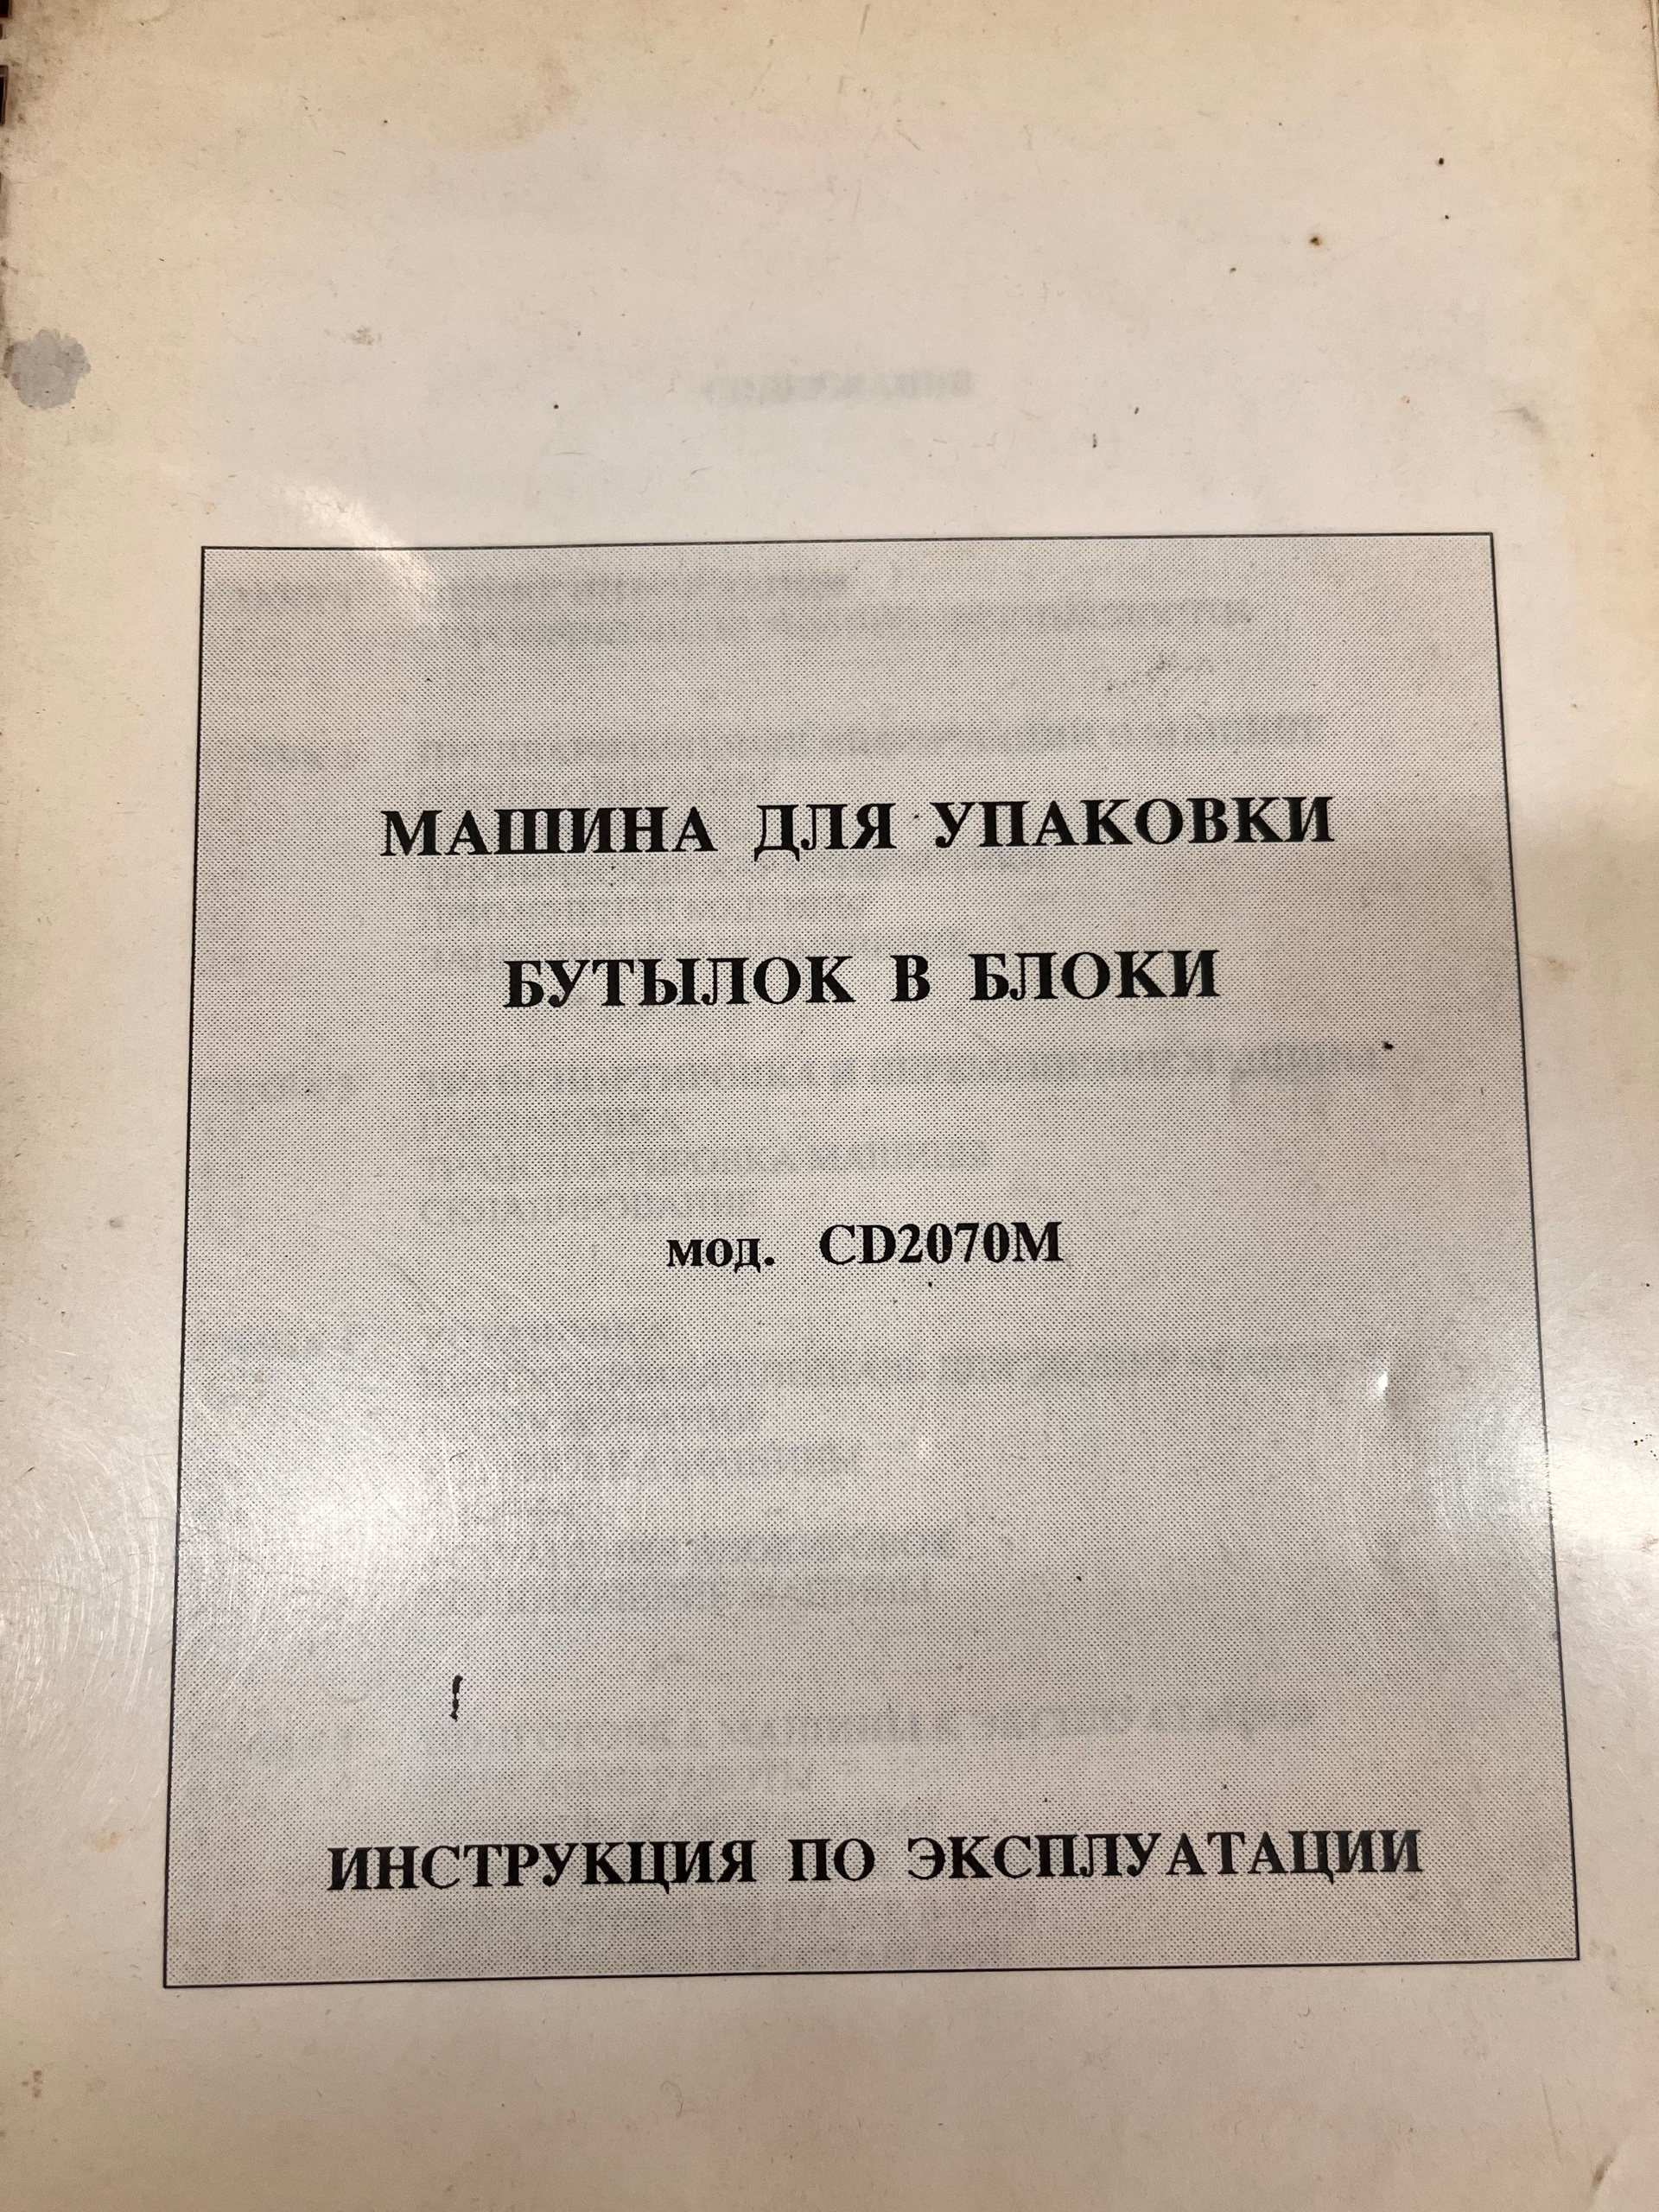 МАШИНА ДЛЯ УПАКОВКИ
БУТЫЛОК В БЛОКИ
мод. CD2070M
ИНСТРУКЦИЯ ПО ЭКСПЛУАТАЦИИ